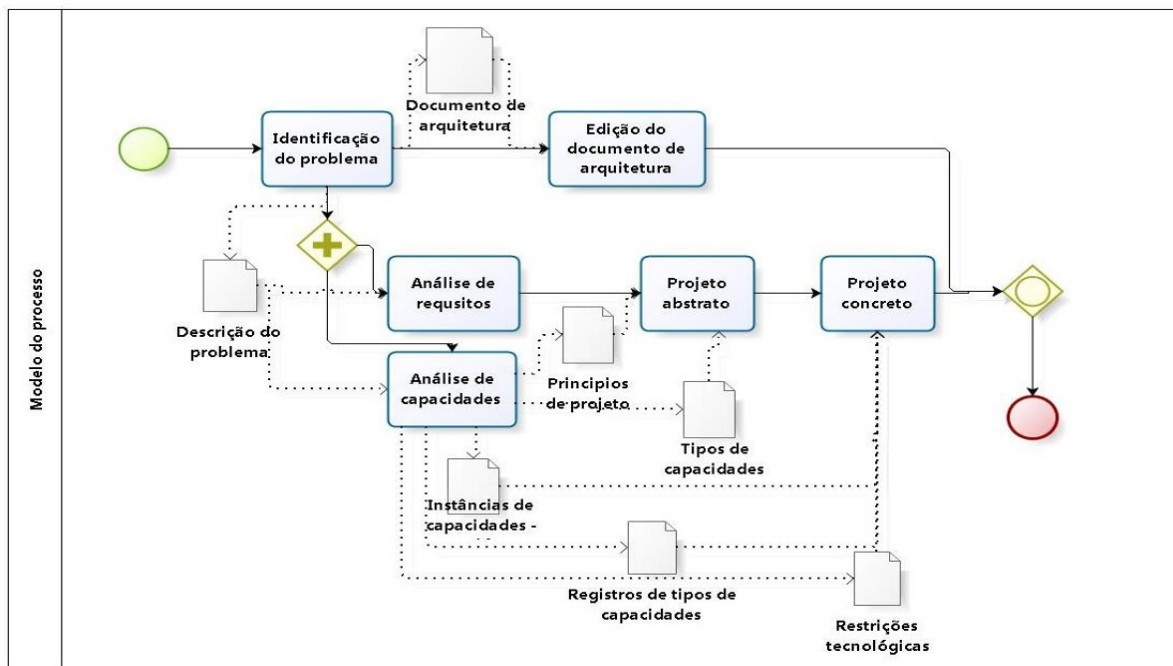 Modelo do processo
Documento de
arquitetura
Identificação
do problema
Edição do
documento de
arquitetura
Descrição do
problema
Análise de
requsitos
Projeto
abstrato
Projeto
concreto
Análise de
capacidades
Principios
de projeto
Tipos de
capacidades
Instâncias de
capacidades -
Registros de tipos de
capacidades
Restrições
tecnológicas